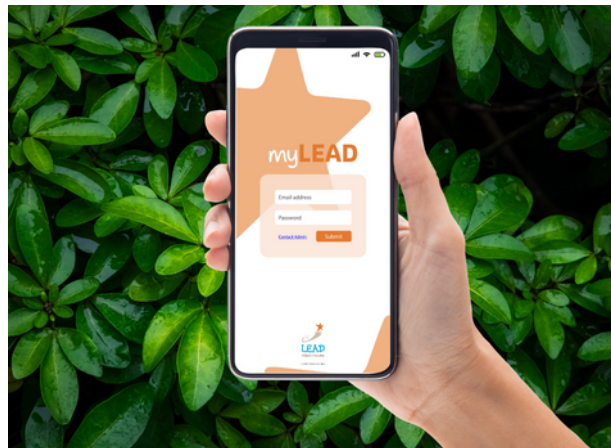 myLEAD
Email address
Password
Contact Admin
Submit
LEAD